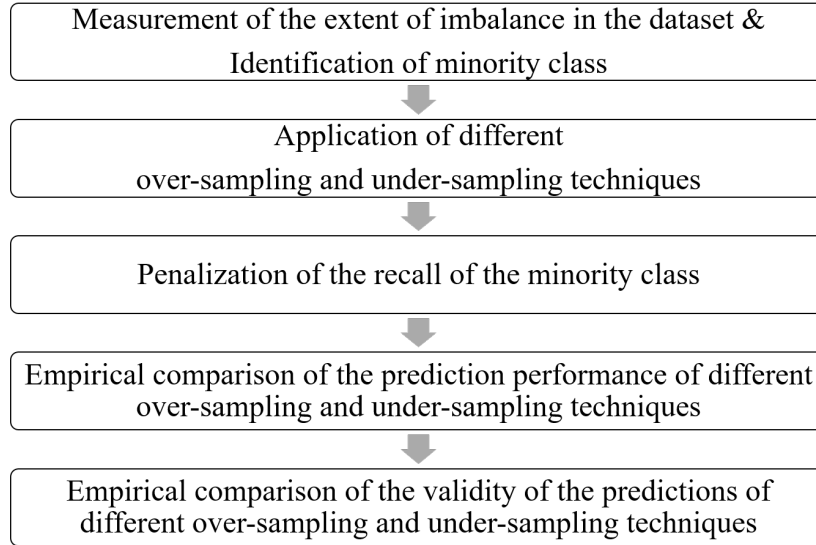 Measurement of the extent of imbalance in the dataset &
Identification of minority class
Application of different
over-sampling and under-sampling techniques
Penalization of the recall of the minority class
Empirical comparison of the prediction performance of different
over-sampling and under-sampling techniques
Empirical comparison of the validity of the predictions of
different over-sampling and under-sampling techniques